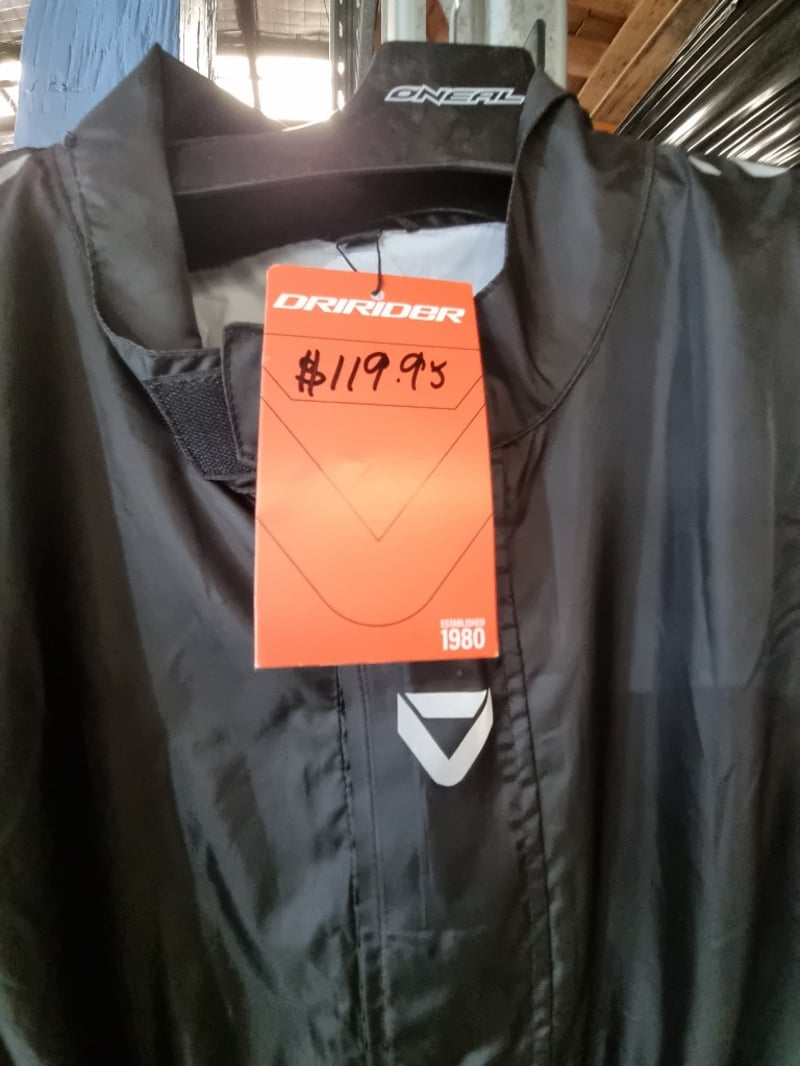 ONEAL
DRIRIDER
$119.95
ESTABLISHED
1980